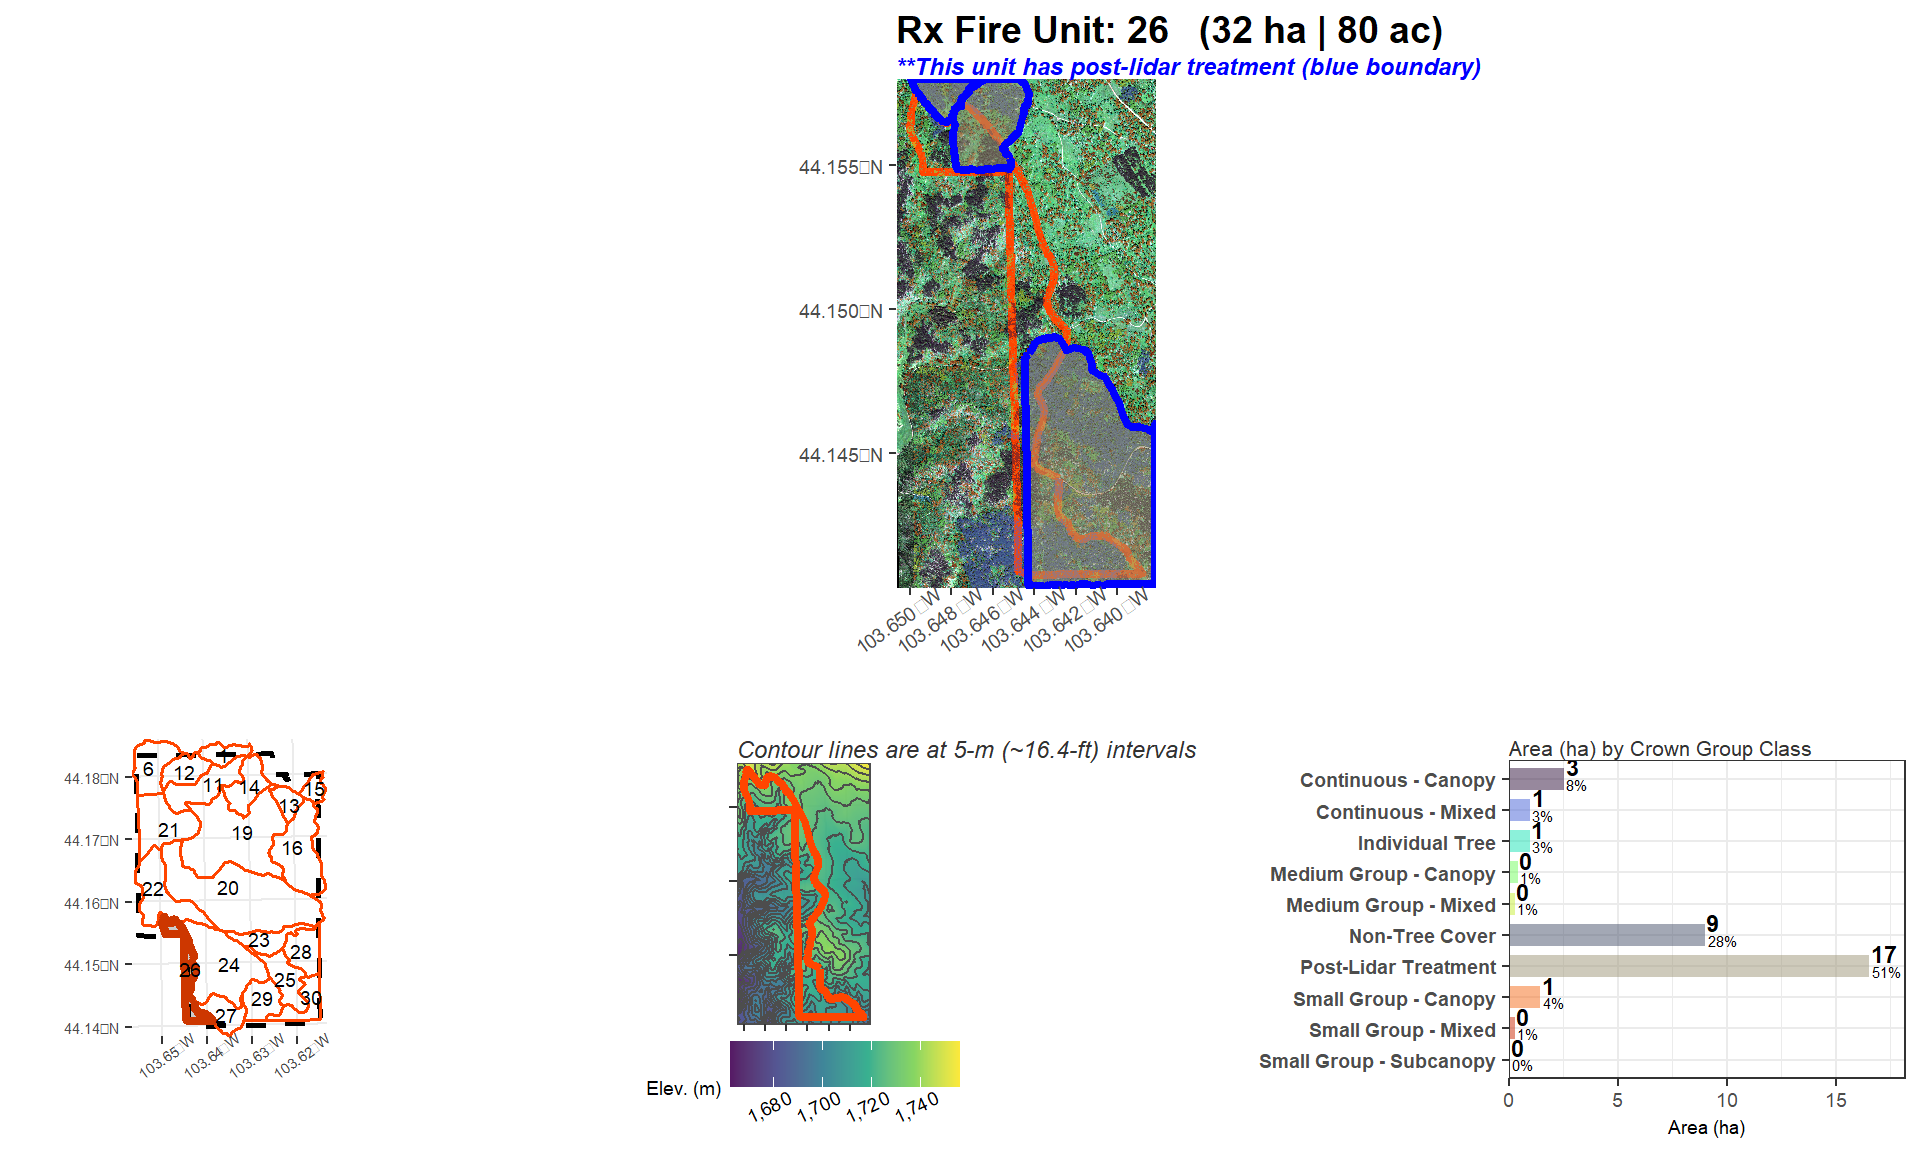 Rx Fire Unit: 26 (32 ha | 80 ac)
**This unit has post-lidar treatment (blue boundary)
44.155□N
44.150□N
44.145□N
103.650□W
103.648□W
103.646□W
103.644□W
103.642□W
103.640□W
44.18□N
44.17□N
44.16□N
44.15□N
44.14□N
1
6
12
11
14
15
13
21
19
16
22
20
23
28
26
24
25
29
30
27
103.65□W
103.64□W
103.63□W
103.62□W
Contour lines are at 5-m (~16.4-ft) intervals
Elev. (m)
1,680
1,700
1,720
1,740
Area (ha) by Crown Group Class
Continuous - Canopy 3 8%
Continuous - Mixed 1 3%
Individual Tree 1 3%
Medium Group - Canopy 0 1%
Medium Group - Mixed 0 1%
Non-Tree Cover 9 28%
Post-Lidar Treatment 17 51%
Small Group - Canopy 1 4%
Small Group - Mixed 0 1%
Small Group - Subcanopy 0 0%
0 5 10 15
Area (ha)